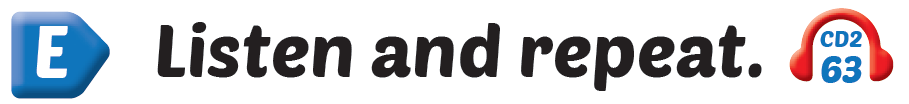 E Listen and repeat. CD2
63